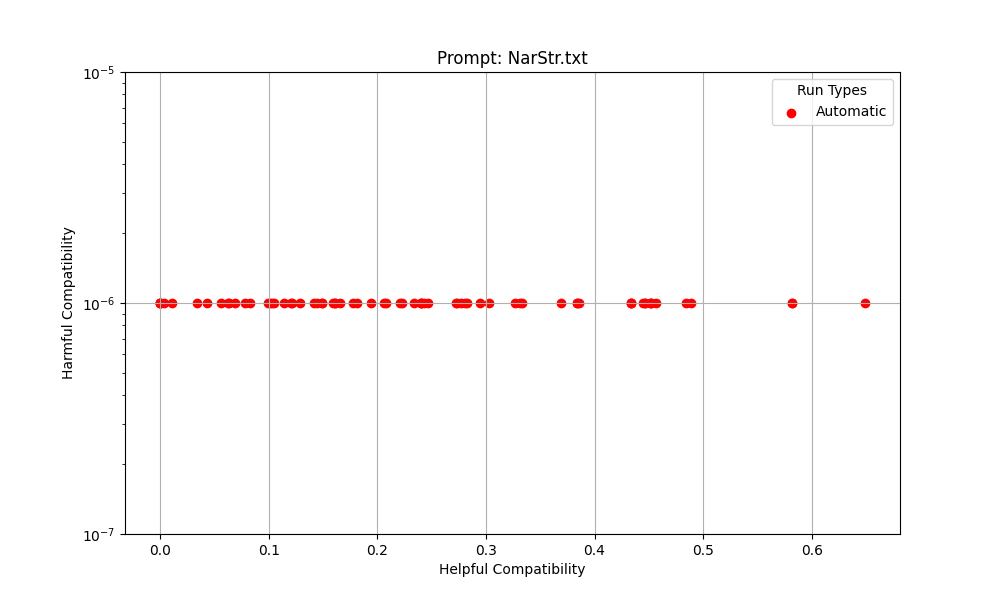 Prompt: NarStr.txt
Run Types
Automatic
Harmful Compatibility
10⁻⁵
10⁻⁶
10⁻⁷
0.0 0.1 0.2 0.3 0.4 0.5 0.6
Helpful Compatibility